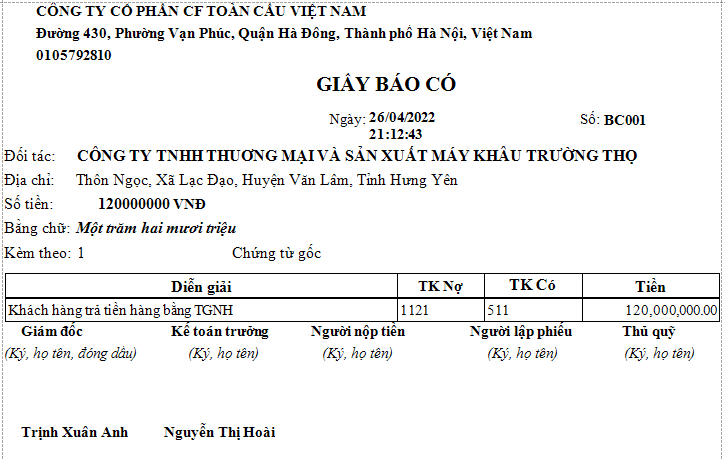 CÔNG TY CỔ PHẦN CF TOÀN CẦU VIỆT NAM
Đường 430, Phường Vạn Phúc, Quận Hà Đông, Thành phố Hà Nội, Việt Nam
0105792810
GIẤY BÁO CÓ
Ngày: 26/04/2022 Số: BC001
21:12:43
Đối tác: CÔNG TY TNHH THUƠNG MẠI VÀ SẢN XUẤT MÁY KHÂU TRƯỜNG THỌ
Địa chỉ: Thôn Ngọc, Xã Lạc Đạo, Huyện Văn Lâm, Tỉnh Hưng Yên
Số tiền: 120000000 VNĐ
Bằng chữ: Một trăm hai mươi triệu
Kèm theo: 1 Chứng từ gốc
Diễn giải TK Nợ TK Có Tiền
Khách hàng trả tiền hàng bằng TGNH 1121 511 120,000,000.00
Giám đốc Kế toán trưởng Người nộp tiền Người lập phiếu Thủ quỹ
(Ký, họ tên, đóng dấu) (Ký, họ tên) (Ký, họ tên) (Ký, họ tên) (Ký, họ tên)
Trịnh Xuân Anh Nguyễn Thị Hoài